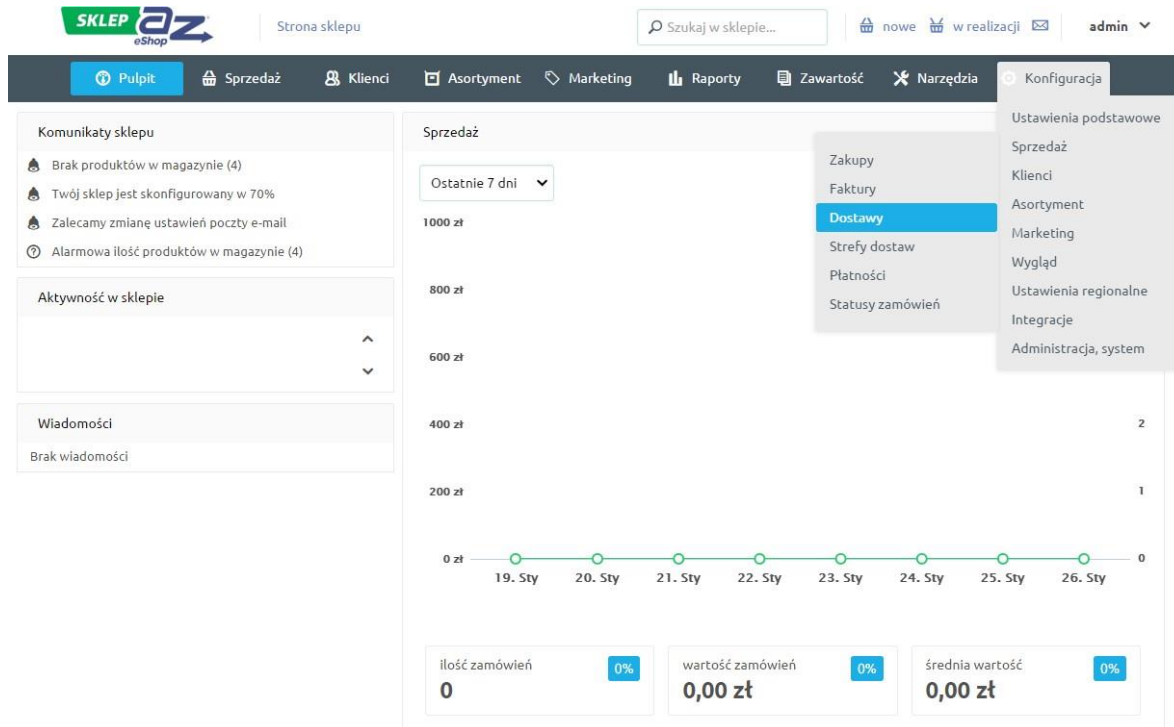 SKLEP az
eShop
Strona sklepu
Szukaj w sklepie...
nowe
w realizacji
admin
Pulpit
Sprzedaż
Klienci
Asortyment
Marketing
Raporty
Zawartość
Narzędzia
Konfiguracja
Komunikaty sklepu
Brak produktów w magazynie (4)
Twój sklep jest skonfigurowany w 70%
Zalecamy zmianę ustawień poczty e-mail
Alarmowa ilość produktów w magazynie (4)
Aktywność w sklepie
Wiadomości
Brak wiadomości
Sprzedaż
Ostatnie 7 dni
Zakupy
Faktury
Dostawy
Strefy dostaw
Płatności
Statusy zamówień
Ustawienia podstawowe
Sprzedaż
Klienci
Asortyment
Marketing
Wygląd
Ustawienia regionalne
Integracje
Administracja, system
1000 zł
800 zł
600 zł
400 zł
200 zł
0 zł
2
1
0
19. Sty
20. Sty
21. Sty
22. Sty
23. Sty
24. Sty
25. Sty
26. Sty
ilość zamówień
0%
0
wartość zamówień
0%
0,00 zł
średnia wartość
0%
0,00 zł